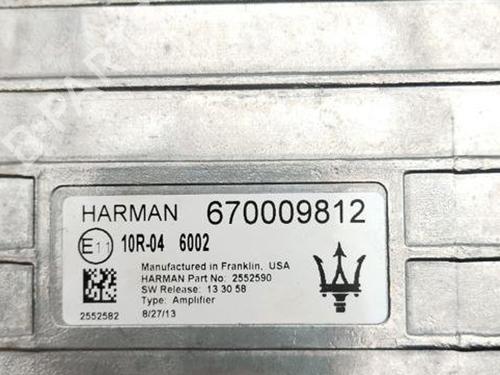 HARMAN 670009812
E11 10R-04 6002
Manufactured in Franklin, USA
HARMAN Part No: 2552590
SW Release: 13 30 58
Type: Amplifier
2552582 8/27/13